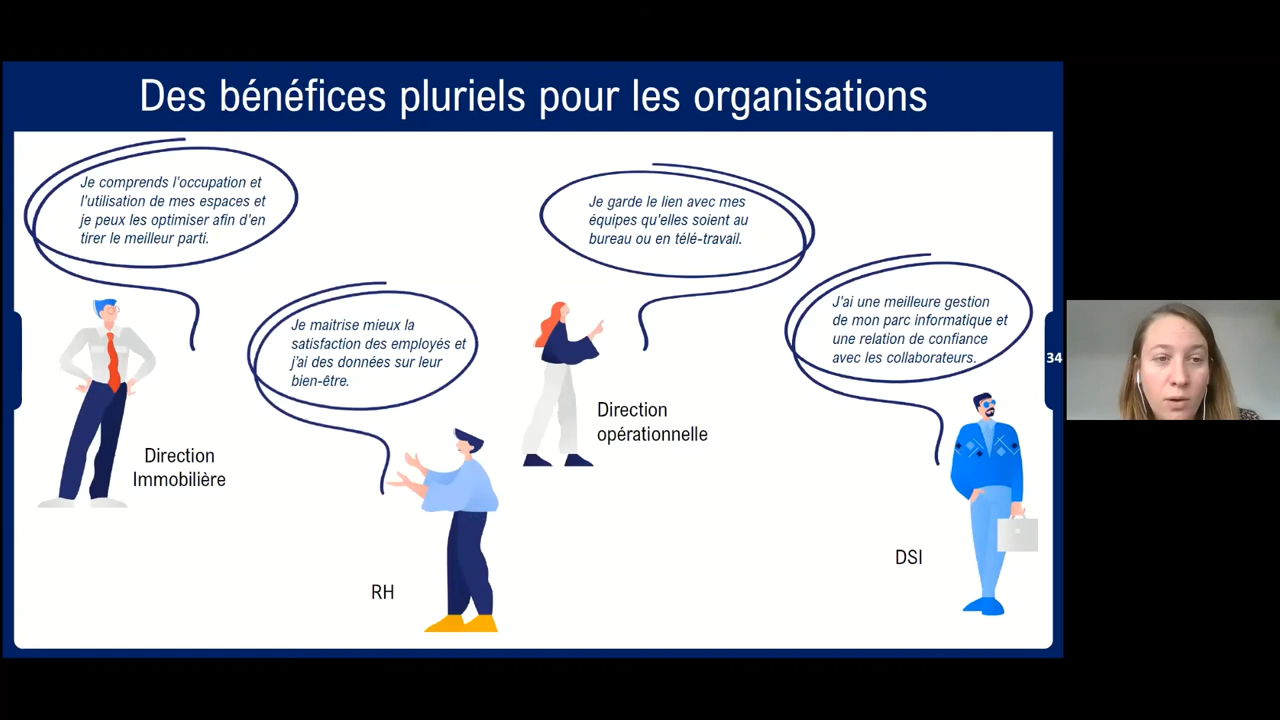 Des bénéfices pluriels pour les organisations
Je comprends l'occupation et
l'utilisation de mes espaces et
je peux les optimiser afin d'en
tirer le meilleur parti.
Direction
Immobilière
Je maitrise mieux la
satisfaction des employés et
j'ai des données sur leur
bien-être.
RH
Je garde le lien avec mes
équipes qu'elles soient au
bureau ou en télé-travail.
Direction
opérationnelle
J'ai une meilleure gestion
de mon parc informatique et
une relation de confiance
avec les collaborateurs.
DSI
34